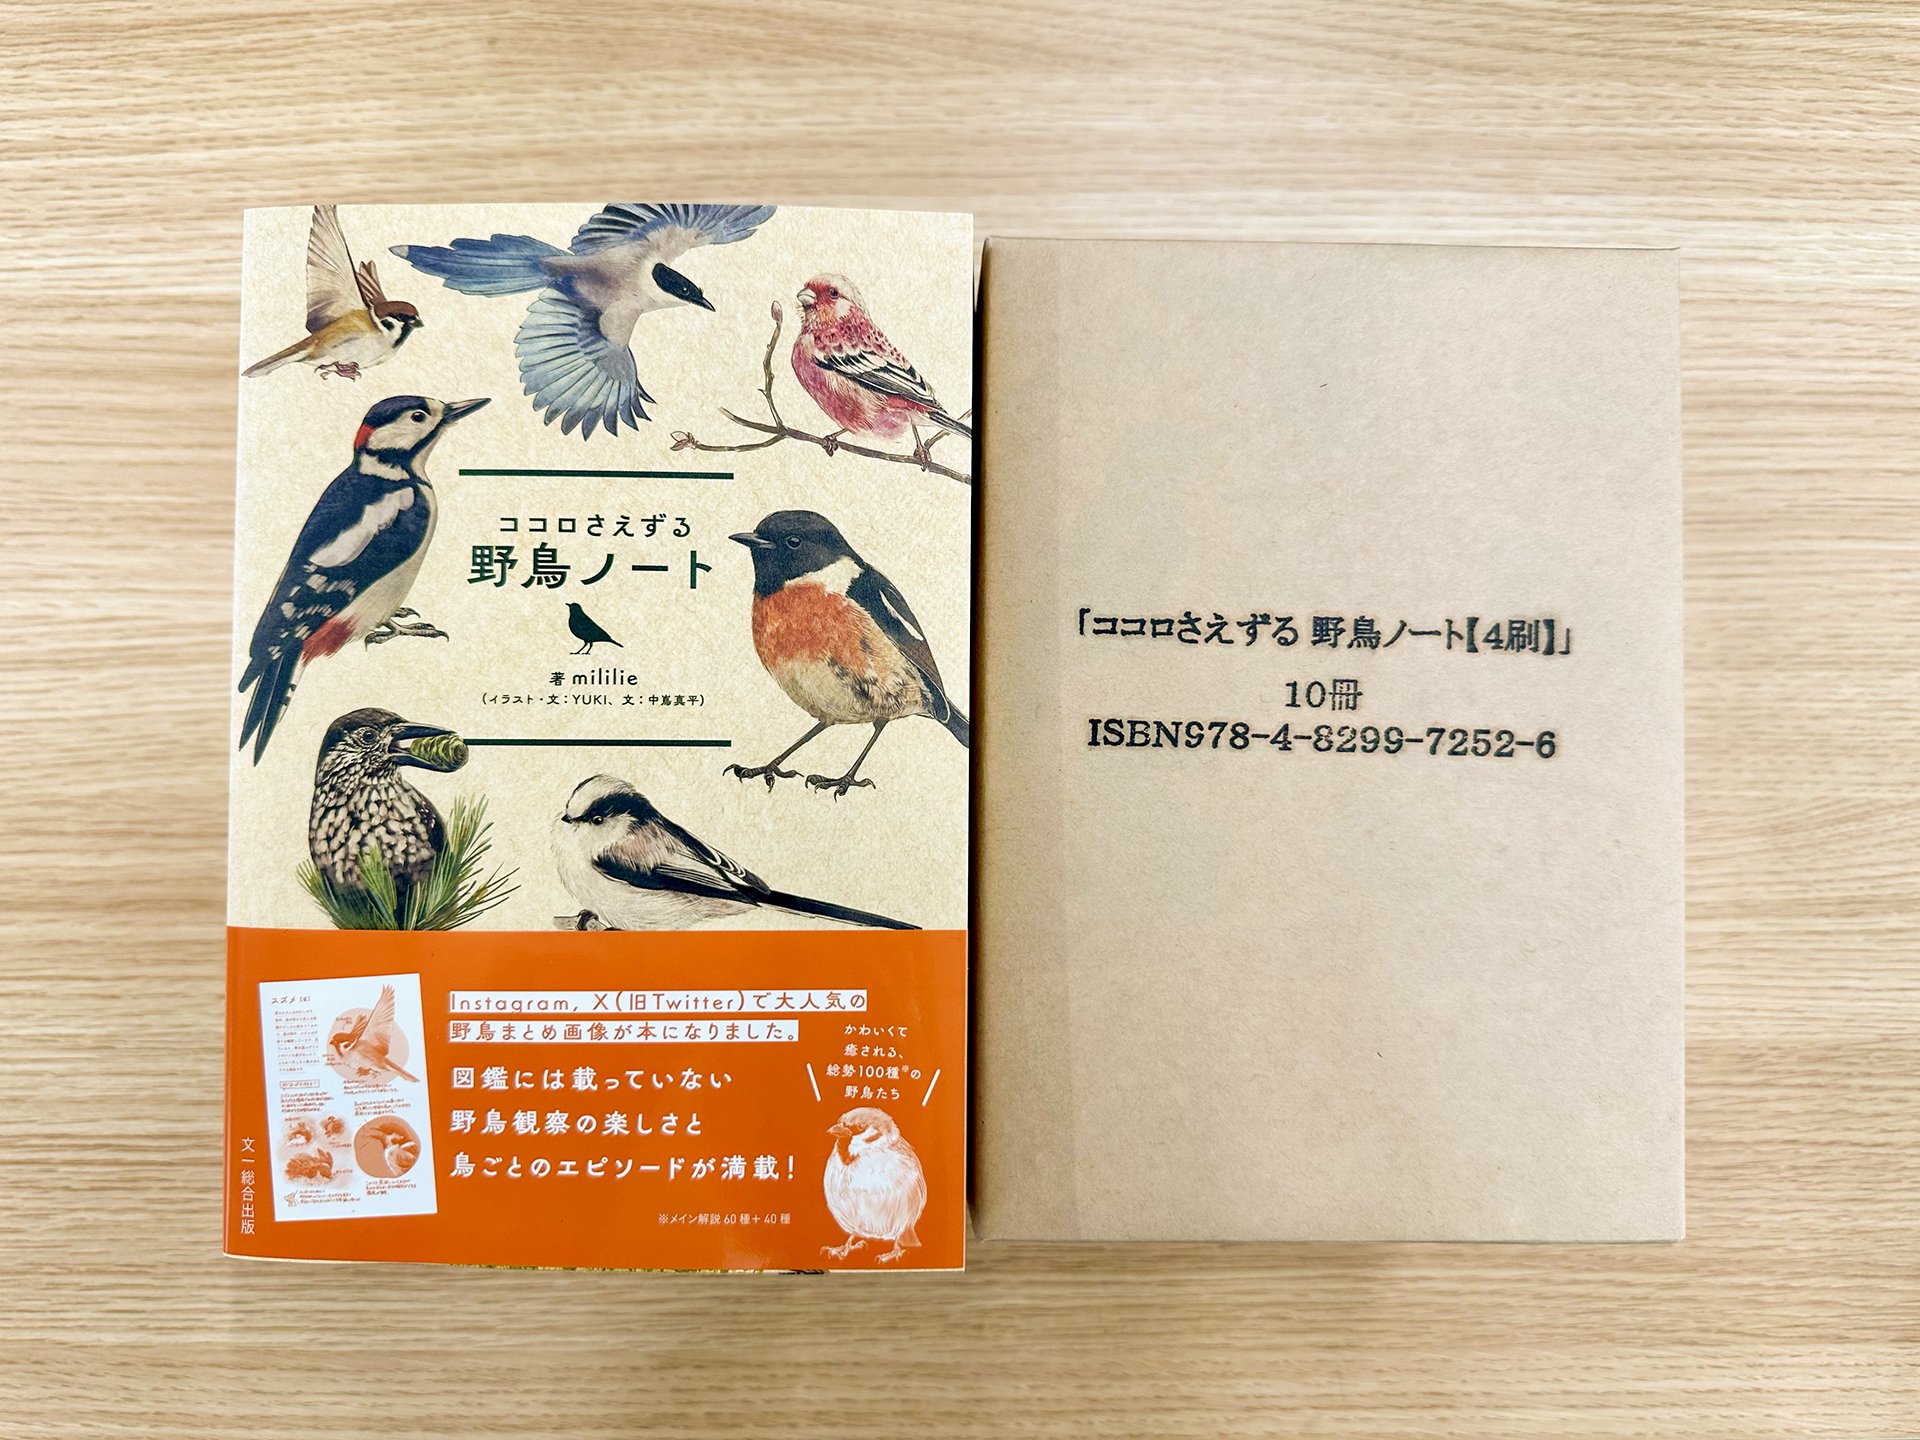 ココロさえずる
野鳥ノート
著 mililie
(イラスト・文:YUKI、文:中嶌真平)
スズメ【雀】
Instagram, X(旧Twitter)で大人気の
野鳥まとめ画像が本になりました。
図鑑には載っていない
野鳥観察の楽しさと
鳥ごとのエピソードが満載!
※メイン解説 60 種+ 40 種
かわいくて
癒される、
総勢100種※の
野鳥たち
文一総合出版
「ココロさえずる 野鳥ノート【4刷】」
10冊
ISBN978-4-8299-7252-6